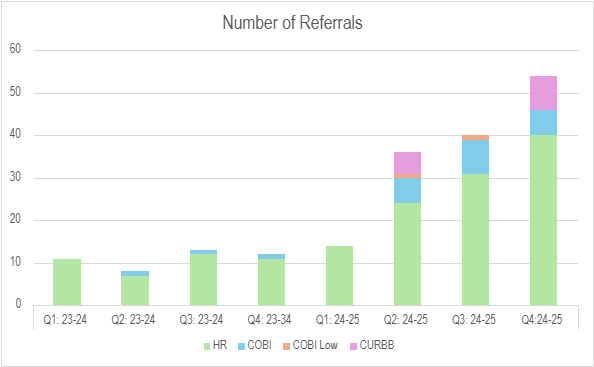 Number of Referrals
60
50
40
30
20
10
0
Q1: 23-24 Q2: 23-24 Q3: 23-24 Q4: 23-34 Q1: 24-25 Q2: 24-25 Q3: 24-25 Q4:24-25
HR COBI COBI Low CURBB